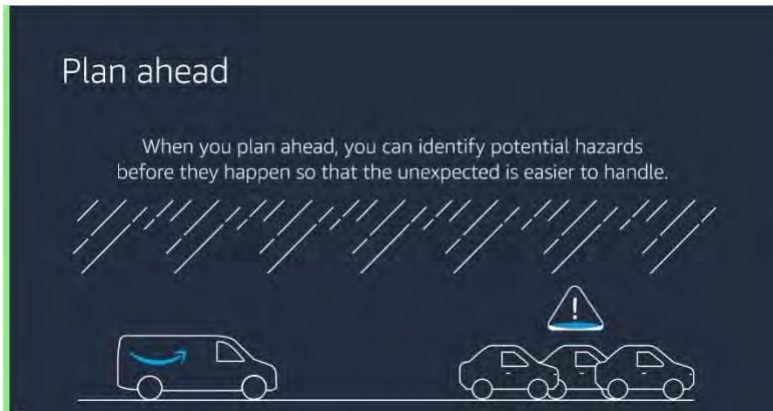 Plan ahead
When you plan ahead, you can identify potential hazards
before they happen so that the unexpected is easier to handle.
!